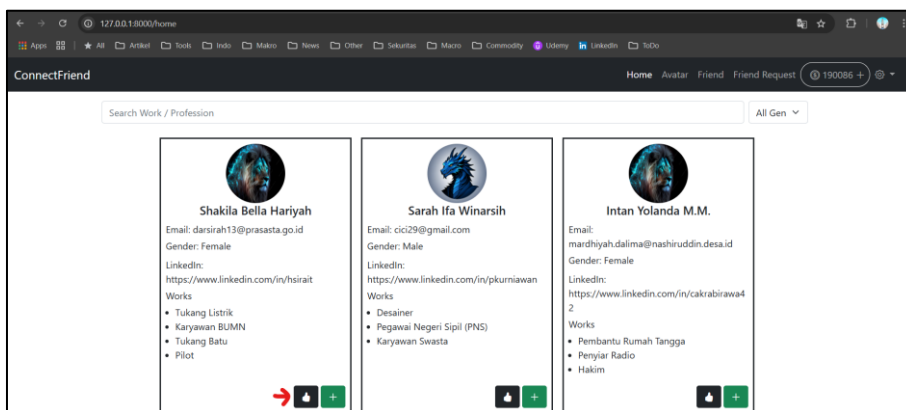 127.0.0.1:8000/home
Apps All Artikel Tools Indo Makro News Other Sekuritas Macro Commodity Udemy LinkedIn ToDo
ConnectFriend Home Avatar Friend Friend Request 190086 +
Search Work / Profession All Gen
Shakila Bella Hariyah
Email: darsirah13@prasasta.go.id
Gender: Female
LinkedIn:
https://www.linkedin.com/in/hsirait
Works
• Tukang Listrik
• Karyawan BUMN
• Tukang Batu
• Pilot
+
Sarah Ifa Winarsih
Email: cici29@gmail.com
Gender: Male
LinkedIn:
https://www.linkedin.com/in/pkurniawan
Works
• Desainer
• Pegawai Negeri Sipil (PNS)
• Karyawan Swasta
+
Intan Yolanda M.M.
Email:
mardhiyah.dalima@nashiruddin.desa.id
Gender: Female
LinkedIn:
https://www.linkedin.com/in/cakrabirawa4
2
Works
• Pembantu Rumah Tangga
• Penyiar Radio
• Hakim
+